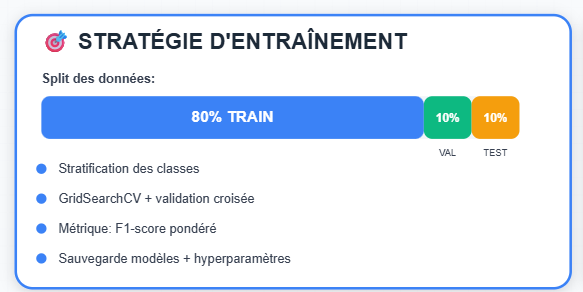 STRATÉGIE D'ENTRAÎNEMENT
Split des données:
80% TRAIN 10% 10%
VAL TEST
Stratification des classes
GridSearchCV + validation croisée
Métrique: F1-score pondéré
Sauvegarde modèles + hyperparamètres